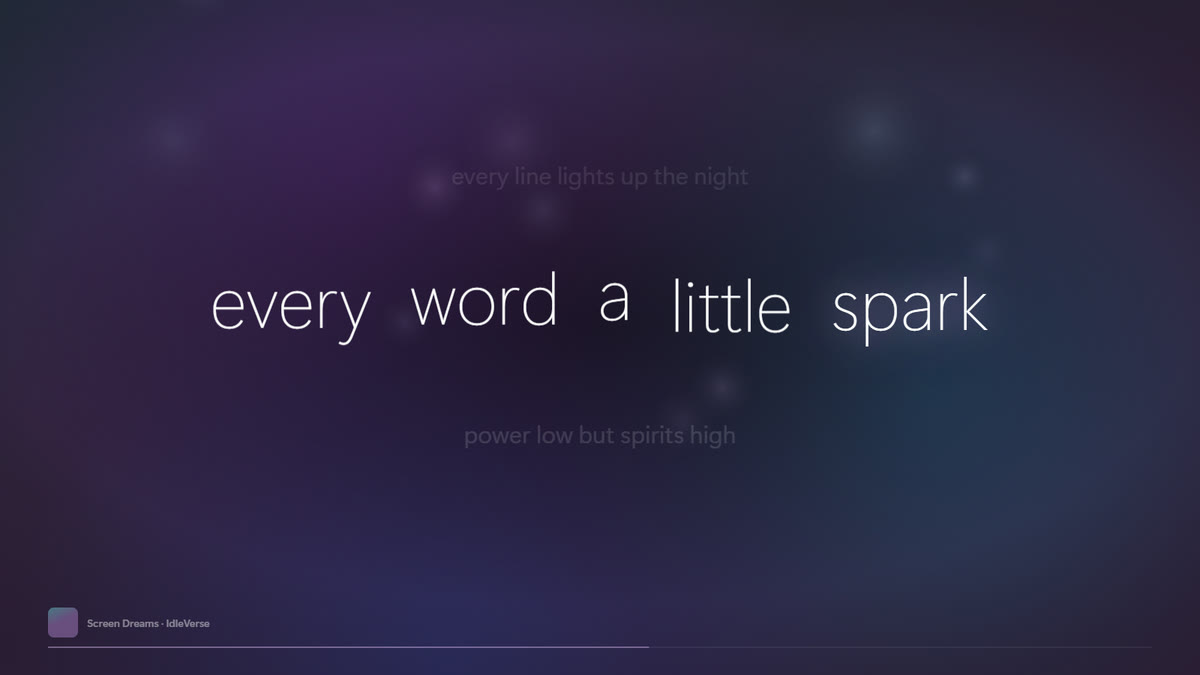 every line lights up the night
every word a little spark
power low but spirits high
Screen Dreams · IdleVerse